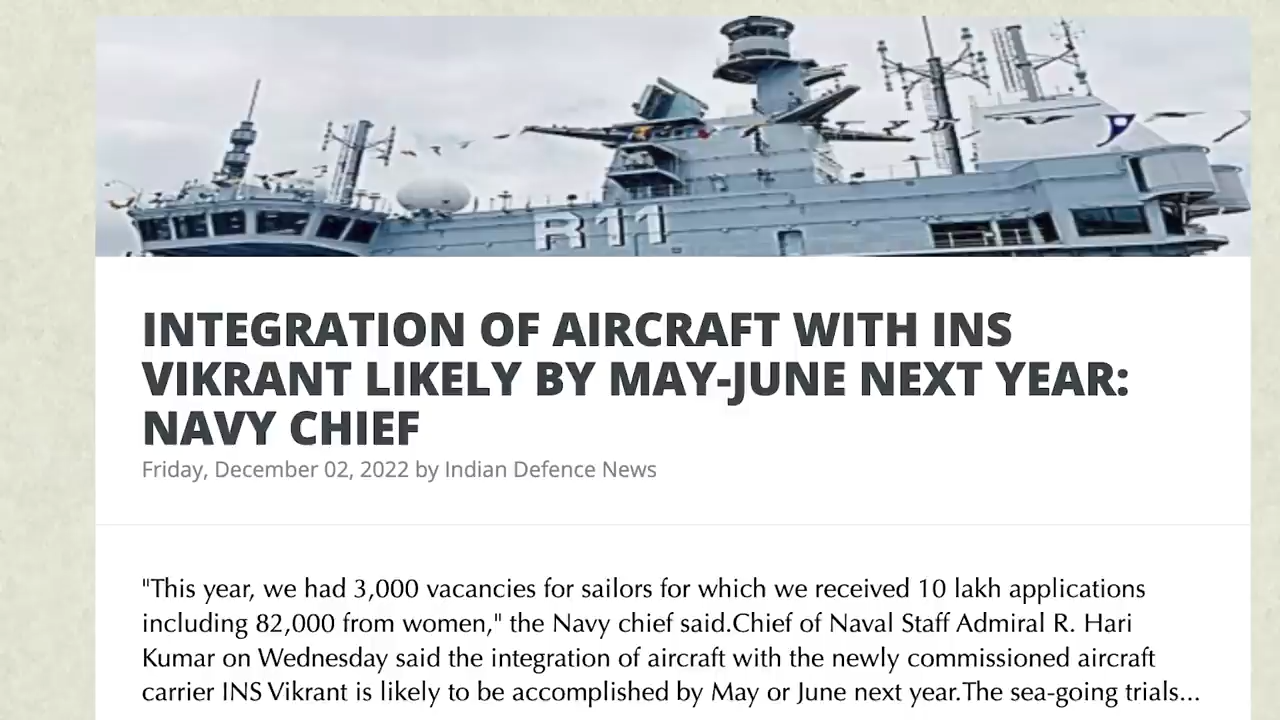 R11
INTEGRATION OF AIRCRAFT WITH INS
VIKRANT LIKELY BY MAY-JUNE NEXT YEAR:
NAVY CHIEF
Friday, December 02, 2022 by Indian Defence News
"This year, we had 3,000 vacancies for sailors for which we received 10 lakh applications
including 82,000 from women," the Navy chief said.Chief of Naval Staff Admiral R. Hari
Kumar on Wednesday said the integration of aircraft with the newly commissioned aircraft
carrier INS Vikrant is likely to be accomplished by May or June next year.The sea-going trials...